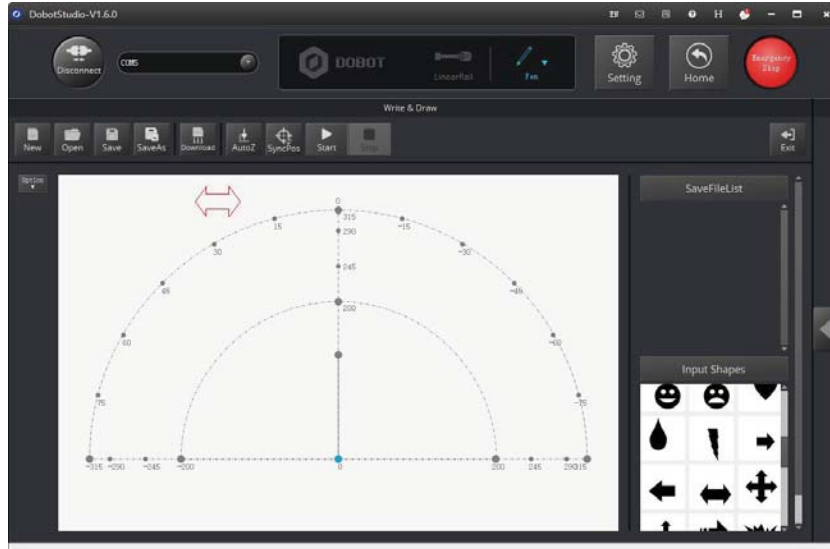 DobotStudio-V1.6.0
H
Disconnect
COM5
DOBOT
LinearRail
Pen
Setting
Home
Emergency
Stop
Write & Draw
New Open Save SaveAs Download AutoZ SyncPos Start Stop
Exit
Option
SaveFileList
0
315
15 -15
290
30 -30
245
45 -45
200
60 -60
75 -75
-315 -290 -245 -200 0 200 245 290 315
Input Shapes